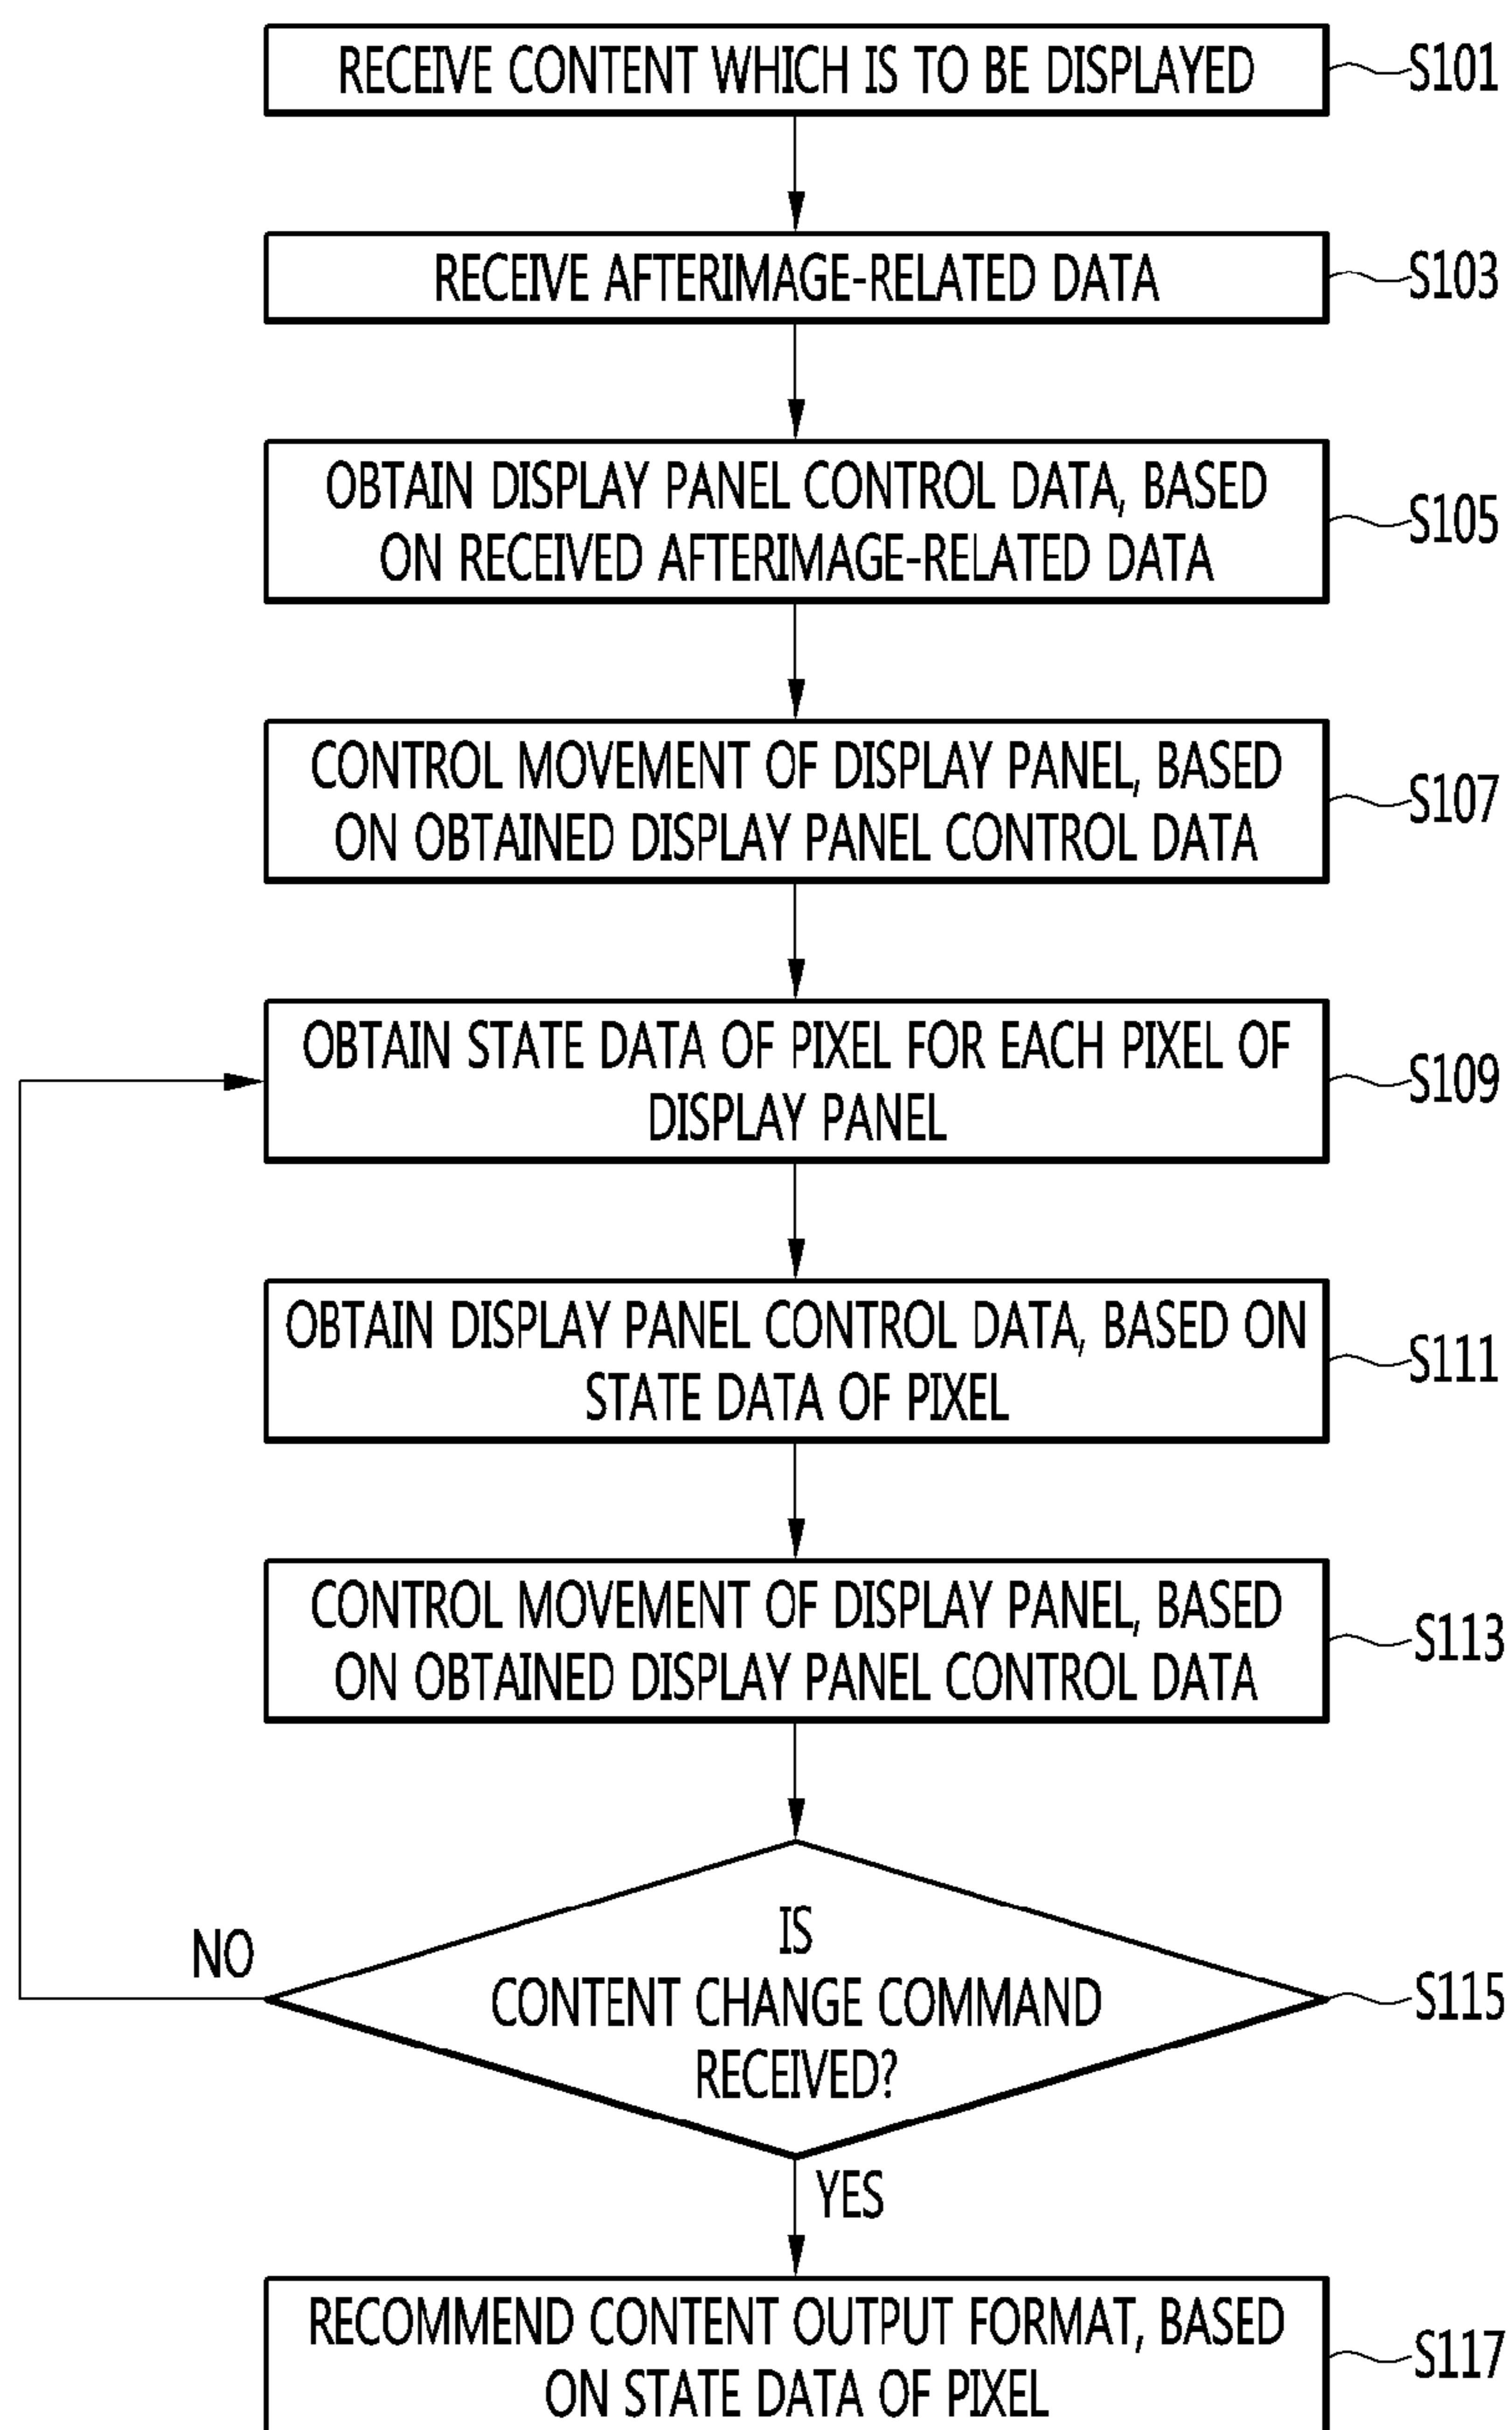 RECEIVE CONTENT WHICH IS TO BE DISPLAYED
S101
RECEIVE AFTERIMAGE-RELATED DATA
S103
OBTAIN DISPLAY PANEL CONTROL DATA, BASED
ON RECEIVED AFTERIMAGE-RELATED DATA
S105
CONTROL MOVEMENT OF DISPLAY PANEL, BASED
ON OBTAINED DISPLAY PANEL CONTROL DATA
S107
OBTAIN STATE DATA OF PIXEL FOR EACH PIXEL OF
DISPLAY PANEL
S109
OBTAIN DISPLAY PANEL CONTROL DATA, BASED ON
STATE DATA OF PIXEL
S111
CONTROL MOVEMENT OF DISPLAY PANEL, BASED
ON OBTAINED DISPLAY PANEL CONTROL DATA
S113
NO
IS
CONTENT CHANGE COMMAND
RECEIVED?
S115
YES
RECOMMEND CONTENT OUTPUT FORMAT, BASED
ON STATE DATA OF PIXEL
S117